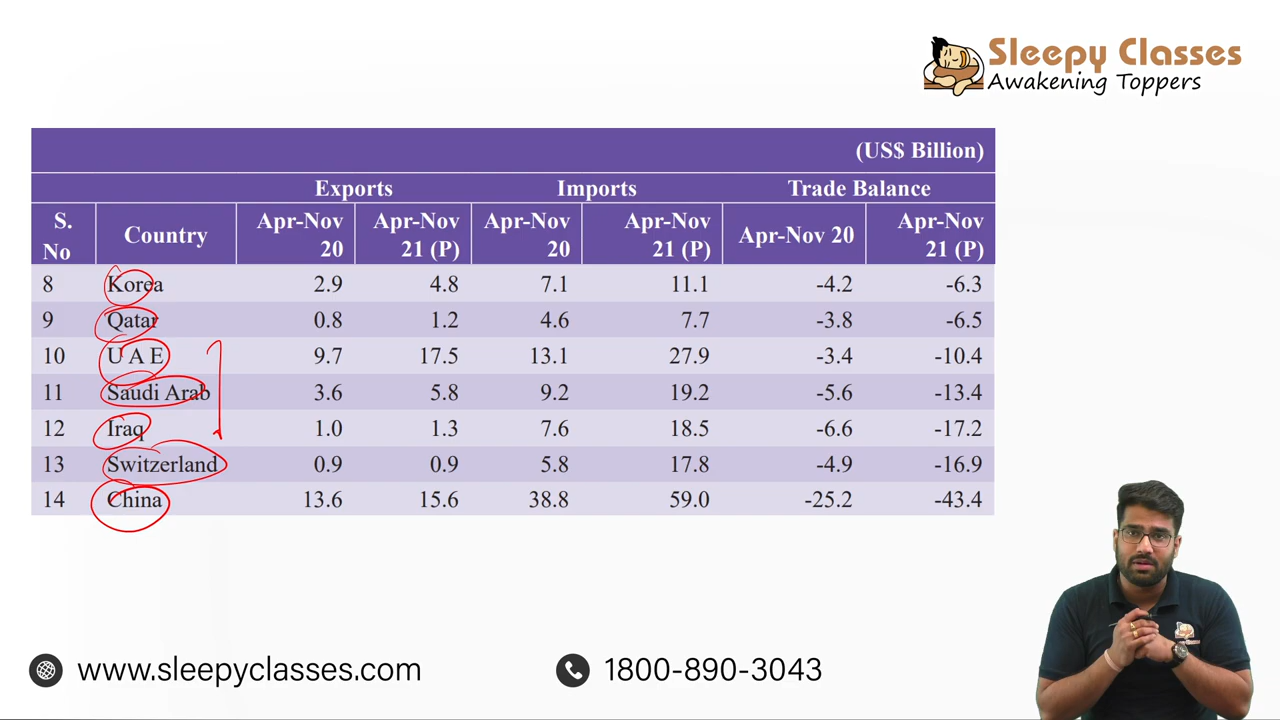 Sleepy Classes
Awakening Toppers
(US$ Billion)
Exports Imports Trade Balance
S. No Country Apr-Nov 20 Apr-Nov 21 (P) Apr-Nov 20 Apr-Nov 21 (P) Apr-Nov 20 Apr-Nov 21 (P)
8 Korea 2.9 4.8 7.1 11.1 -4.2 -6.3
9 Qatar 0.8 1.2 4.6 7.7 -3.8 -6.5
10 U A E 9.7 17.5 13.1 27.9 -3.4 -10.4
11 Saudi Arab 3.6 5.8 9.2 19.2 -5.6 -13.4
12 Iraq 1.0 1.3 7.6 18.5 -6.6 -17.2
13 Switzerland 0.9 0.9 5.8 17.8 -4.9 -16.9
14 China 13.6 15.6 38.8 59.0 -25.2 -43.4
www.sleepyclasses.com 1800-890-3043